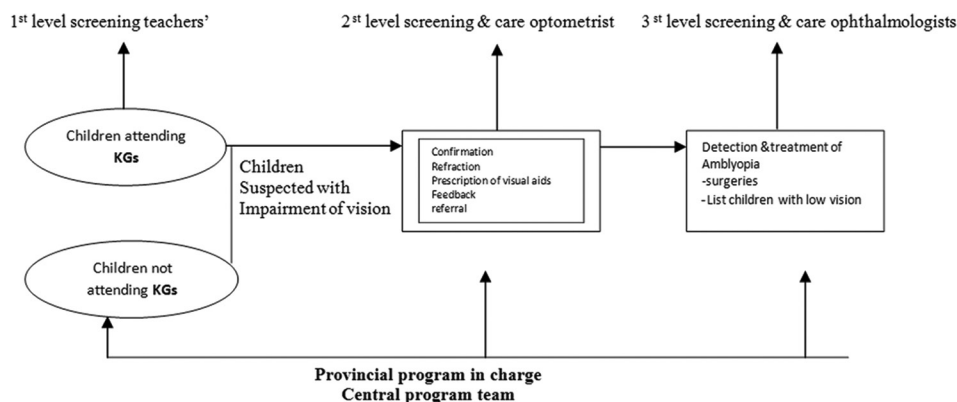 1st level screening teachers’
2st level screening & care optometrist
3st level screening & care ophthalmologists
Children attending
KGs
Children
Suspected with
Impairment of vision
Confirmation
Refraction
Prescription of visual aids
Feedback
referral
Detection &treatment of
Amblyopia
-surgeries
-List children with low vision
Children not
attending KGs
Provincial program in charge
Central program team